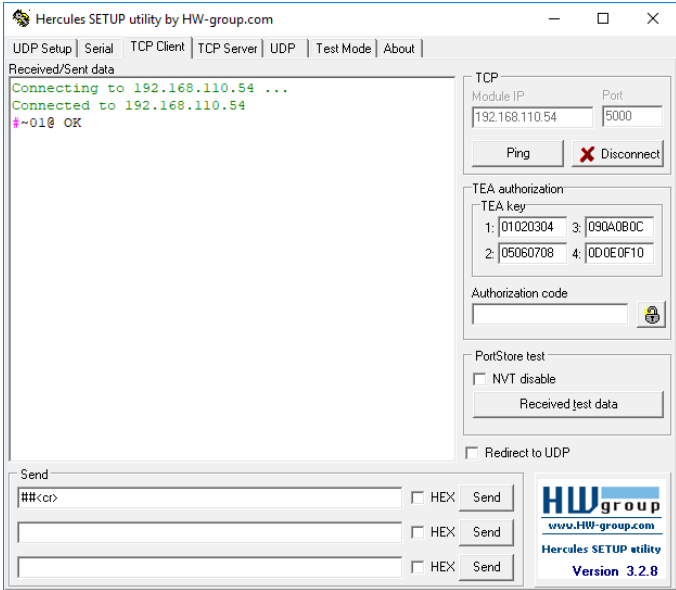 Hercules SETUP utility by HW-group.com
UDP Setup Serial TCP Client TCP Server UDP Test Mode About
Received/Sent data
Connecting to 192.168.110.54 ...
Connected to 192.168.110.54
#~01@ OK
TCP
Module IP Port
192.168.110.54 5000
Ping Disconnect
TEA authorization
TEA key
1: 01020304 3: 090A0B0C
2: 05060708 4: 0D0E0F10
Authorization code
PortStore test
NVT disable
Received test data
Redirect to UDP
Send
##<cr> HEX Send
HEX Send
HEX Send
HW group
www.HW-group.com
Hercules SETUP utility
Version 3.2.8